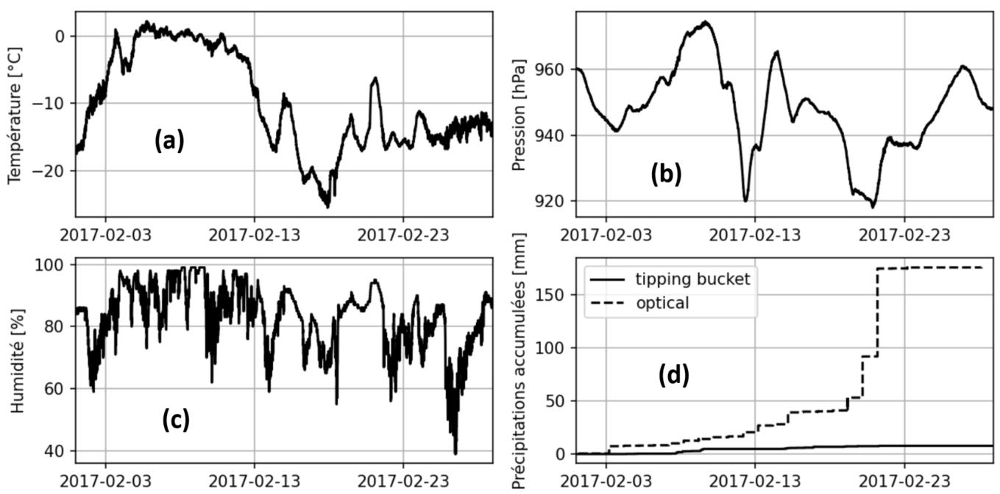 Température [°C]
0
−10
−20
(a)
2017-02-03 2017-02-13 2017-02-23
Pression [hPa]
960
940
920
(b)
2017-02-03 2017-02-13 2017-02-23
Humidité [%]
100
80
60
40
(c)
2017-02-03 2017-02-13 2017-02-23
Précipitations accumulées [mm]
150
100
50
0
tipping bucket
optical
(d)
2017-02-03 2017-02-13 2017-02-23